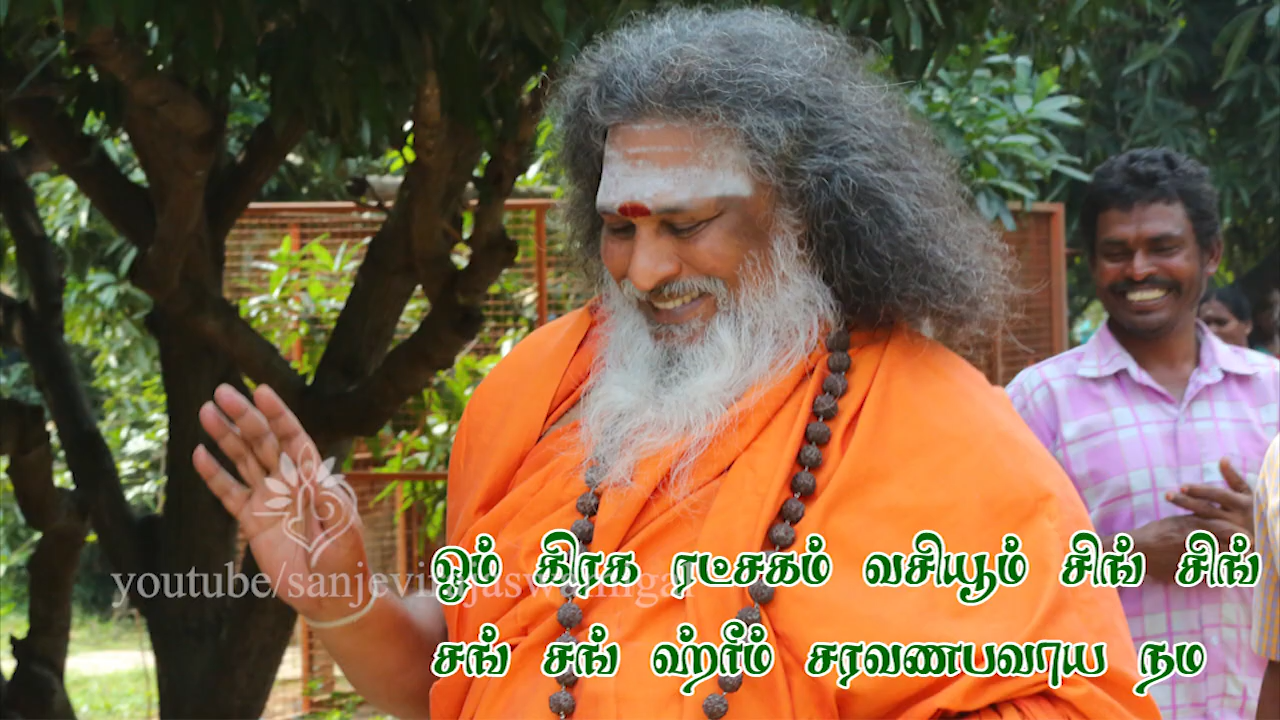 ஓம் கிரக ரட்சகம் வசியூம் சிங் சிங்
சங் சங் ஹ்ரீம் சரவணபவாய நம